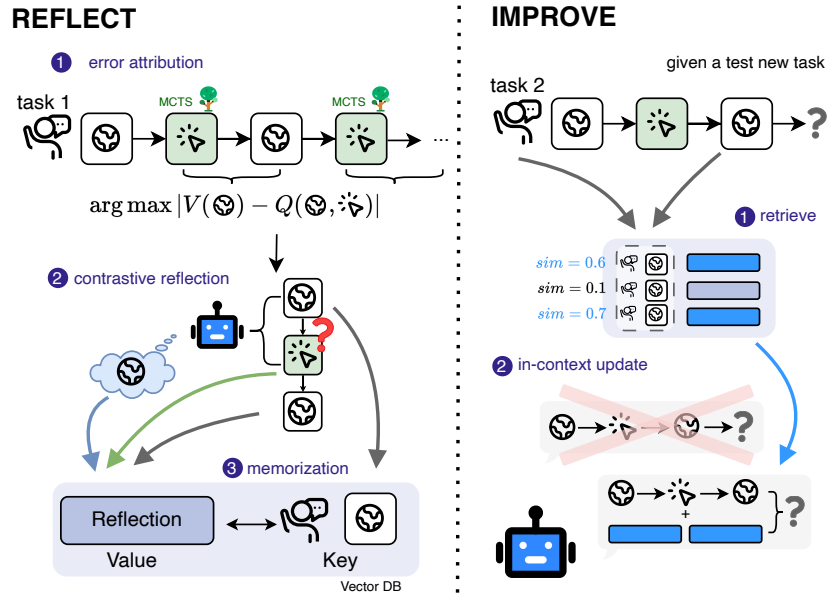 REFLECT
1 error attribution
task 1
MCTS
MCTS
...
arg max |V( ) − Q( , )|
2 contrastive reflection
?
3 memorization
Reflection
Value
Key
Vector DB
IMPROVE
given a test new task
task 2
?
1 retrieve
sim = 0.6
sim = 0.1
sim = 0.7
2 in-context update
?
+
?